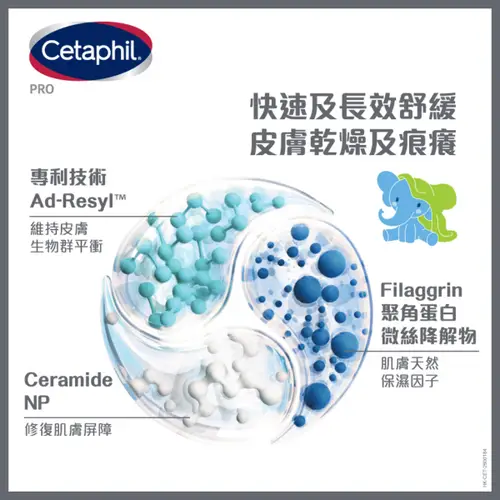 Cetaphil®
PRO
快速及長效舒緩
皮膚乾燥及痕癢
專利技術
Ad-Resyl™
維持皮膚
生物群平衡
Filaggrin
聚角蛋白
微絲降解物
肌膚天然
保濕因子
Ceramide
NP
修復肌膚屏障